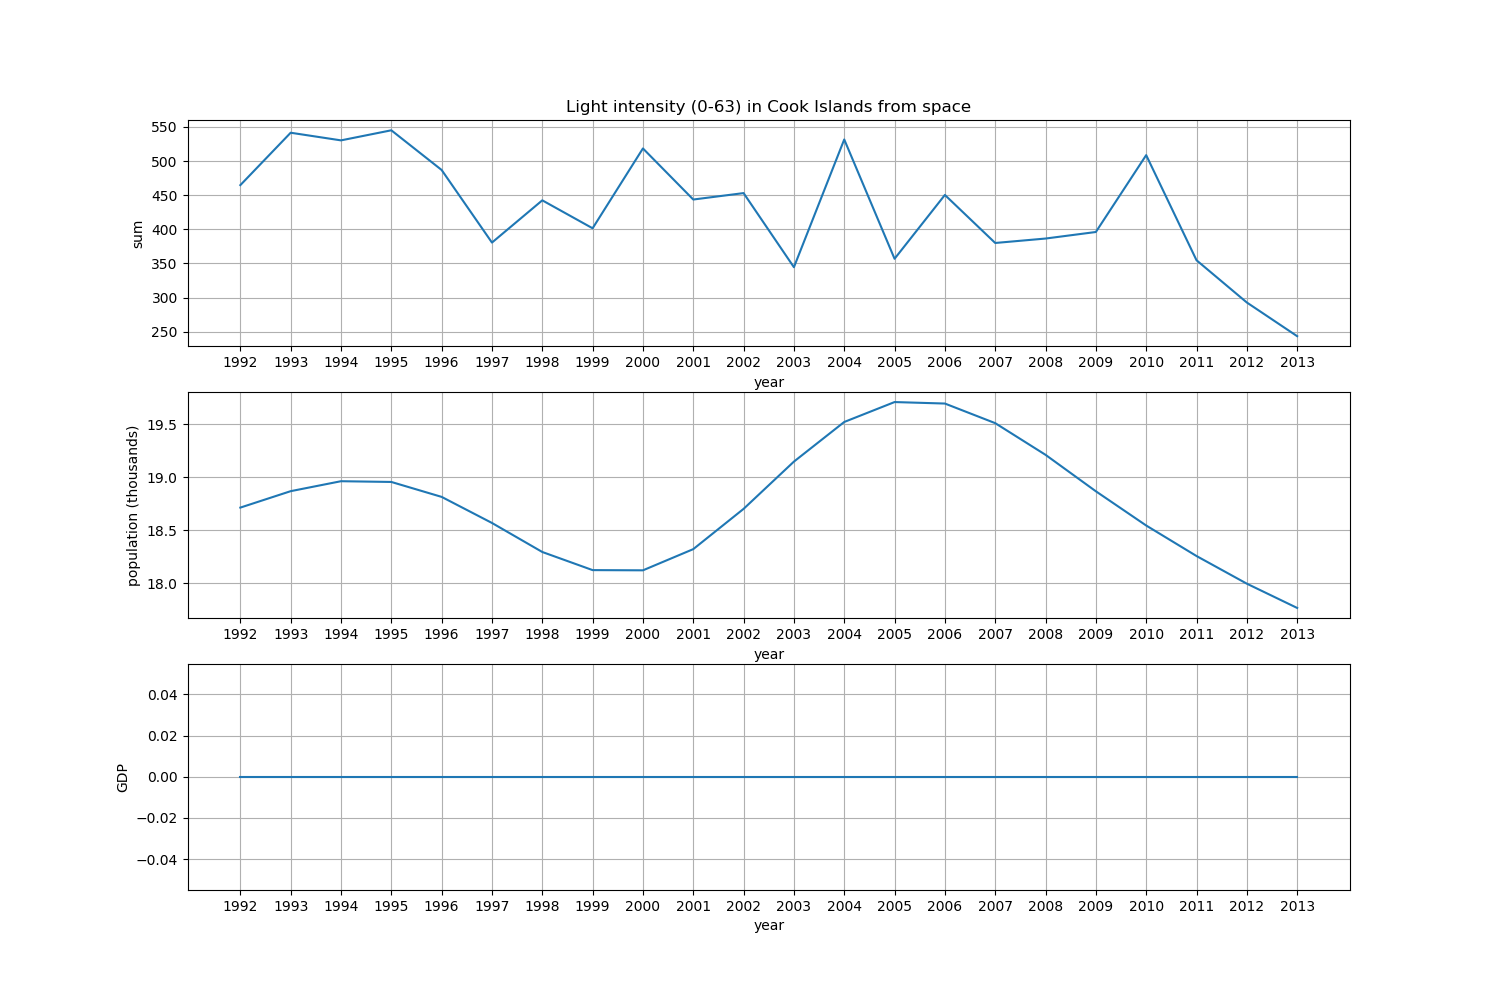 Light intensity (0-63) in Cook Islands from space
550
500
450
400
350
300
250
sum
1992 1993 1994 1995 1996 1997 1998 1999 2000 2001 2002 2003 2004 2005 2006 2007 2008 2009 2010 2011 2012 2013
year
19.5
19.0
18.5
18.0
population (thousands)
1992 1993 1994 1995 1996 1997 1998 1999 2000 2001 2002 2003 2004 2005 2006 2007 2008 2009 2010 2011 2012 2013
year
0.04
0.02
0.00
−0.02
−0.04
GDP
1992 1993 1994 1995 1996 1997 1998 1999 2000 2001 2002 2003 2004 2005 2006 2007 2008 2009 2010 2011 2012 2013
year